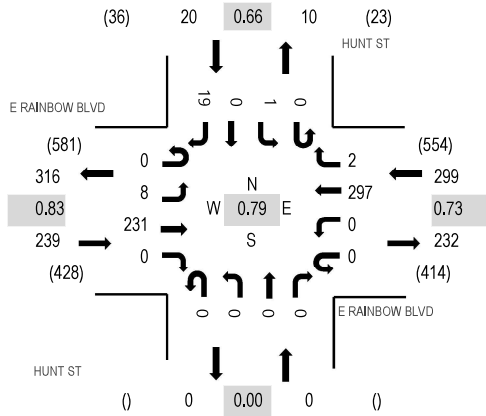 (36) 20 0.66 10 (23)
HUNT ST
19 0 1 0
E RAINBOW BLVD
(581) (554)
0 2
316 299
8 N 297
0.83 W 0.79 E 0.73
231 0
239 S 232
0 0
(428) (414)
0 0 0 0
E RAINBOW BLVD
HUNT ST
() 0 0.00 0 ()